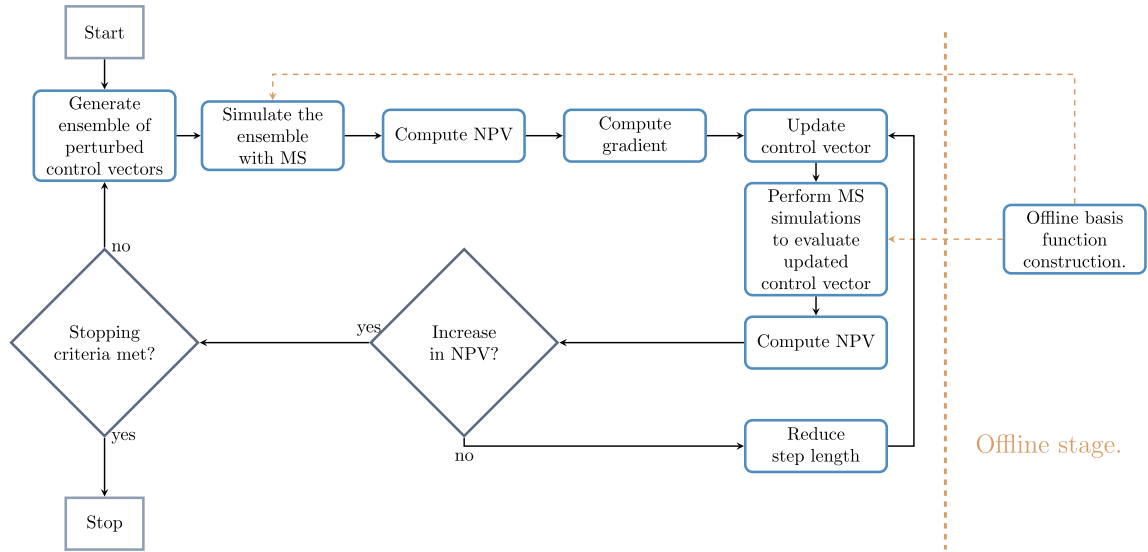 Start
Generate
ensemble of
perturbed
control vectors
Simulate the
ensemble
with MS
Compute NPV
Compute
gradient
Update
control vector
Perform MS
simulations
to evaluate
updated
control vector
Offline basis
function
construction.
no
Stopping
criteria met?
yes
Increase
in NPV?
Compute NPV
yes
no
Reduce
step length
Offline stage.
Stop